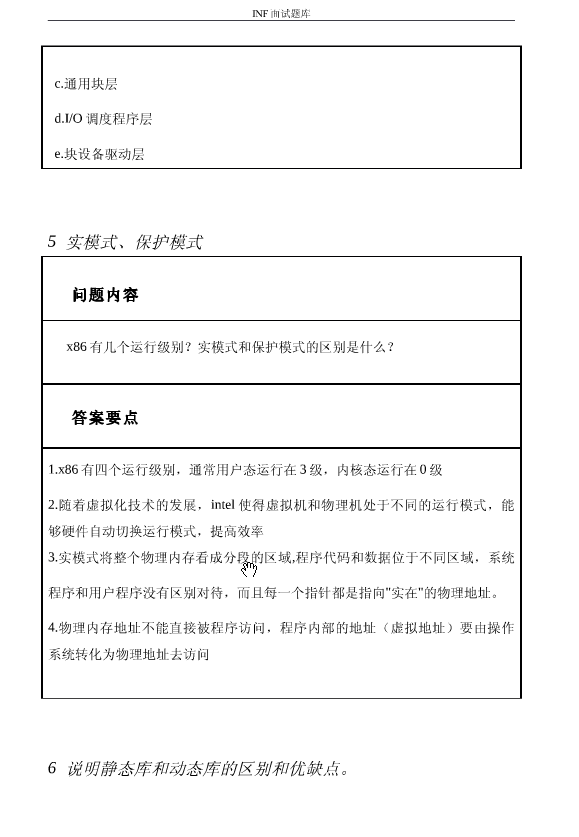 INF 面试题库
c.通用块层
d.I/O 调度程序层
e.块设备驱动层
5 实模式、保护模式
问题内容
x86 有几个运行级别？实模式和保护模式的区别是什么？
答案要点
1.x86 有四个运行级别，通常用户态运行在 3 级，内核态运行在 0 级
2.随着虚拟化技术的发展，intel 使得虚拟机和物理机处于不同的运行模式，能
够硬件自动切换运行模式，提高效率
3.实模式将整个物理内存看成分段的区域,程序代码和数据位于不同区域，系统
程序和用户程序没有区别对待，而且每一个指针都是指向"实在"的物理地址。
4.物理内存地址不能直接被程序访问，程序内部的地址（虚拟地址）要由操作
系统转化为物理地址去访问
6 说明静态库和动态库的区别和优缺点。